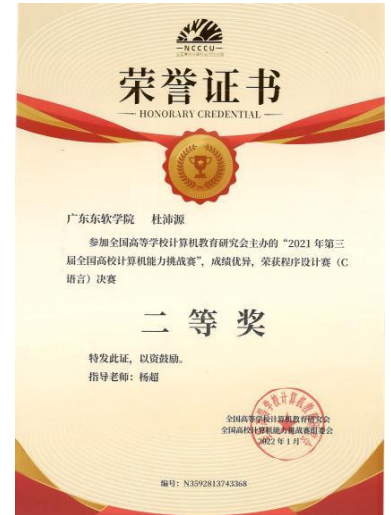 NCCCU
荣誉证书
HONORARY CREDENTIAL
广东东软学院 杜沛源
参加全国高等学校计算机教育研究会主办的“2021年第三
届全国高校计算机能力挑战赛”，成绩优异，荣获程序设计赛（C
语言）决赛
二等奖
特发此证，以资鼓励。
指导老师：杨超
全国高等学校计算机教育研究会
全国高校计算机能力挑战赛组委会
2022年1月
编号：N3592813743368